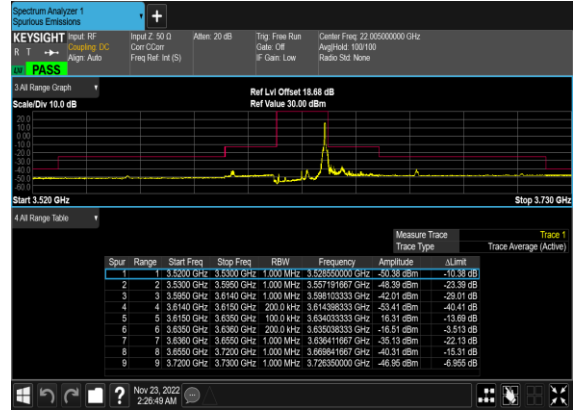 Spectrum Analyzer 1
Spurious Emissions
KEYSIGHT Input: RF Input Z: 50 Ω Atten: 20 dB Trig: Free Run Center Freq: 22.005000000 GHz
R T Coupling: DC Corr CCorr Gate: Off Avg|Hold: 100/100
Align: Auto Freq Ref: Int (S) IF Gain: Low Radio Std: None
PASS
3 All Range Graph
Ref Lvl Offset 18.68 dB
Scale/Div 10.0 dB Ref Value 30.00 dBm
20.0
10.0
0.00
-10.0
-20.0
-30.0
-40.0
-50.0
-60.0
Start 3.520 GHz Stop 3.730 GHz
4 All Range Table
Measure Trace Trace 1
Trace Type Trace Average (Active)
Spur Range Start Freq Stop Freq RBW Frequency Amplitude ΔLimit
1 1 3.5200 GHz 3.5300 GHz 1.000 MHz 3.528550000 GHz -50.38 dBm -10.38 dB
2 2 3.5300 GHz 3.5950 GHz 1.000 MHz 3.557191667 GHz -48.39 dBm -23.39 dB
3 3 3.5950 GHz 3.6140 GHz 1.000 MHz 3.598103333 GHz -42.01 dBm -29.01 dB
4 4 3.6140 GHz 3.6150 GHz 200.0 kHz 3.614398333 GHz -53.41 dBm -40.41 dB
5 5 3.6150 GHz 3.6350 GHz 100.0 kHz 3.634033333 GHz 16.31 dBm -13.69 dB
6 6 3.6350 GHz 3.6360 GHz 200.0 kHz 3.635038333 GHz -16.51 dBm -3.513 dB
7 7 3.6360 GHz 3.6550 GHz 1.000 MHz 3.636411667 GHz -35.13 dBm -22.13 dB
8 8 3.6550 GHz 3.7200 GHz 1.000 MHz 3.669841667 GHz -40.31 dBm -15.31 dB
9 9 3.7200 GHz 3.7300 GHz 1.000 MHz 3.726350000 GHz -46.95 dBm -6.955 dB
Nov 23, 2022
2:26:49 AM